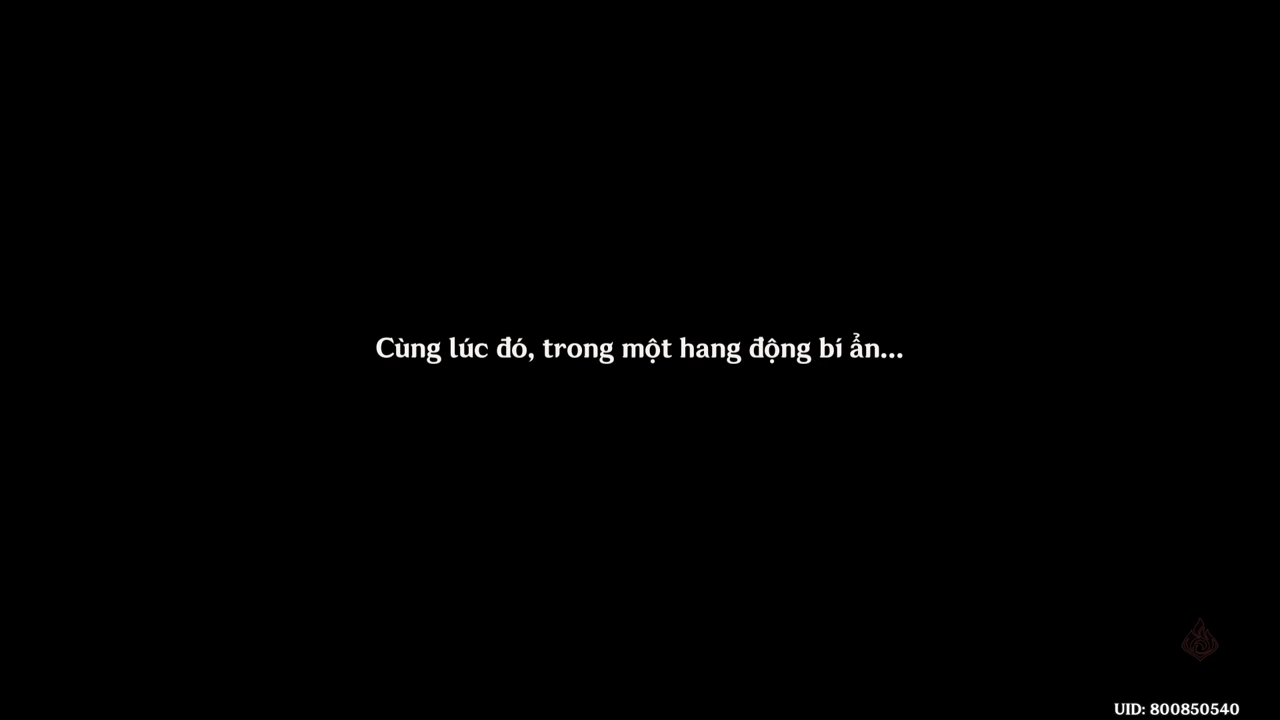 Cùng lúc đó, trong một hang động bí ẩn...
UID: 800850540